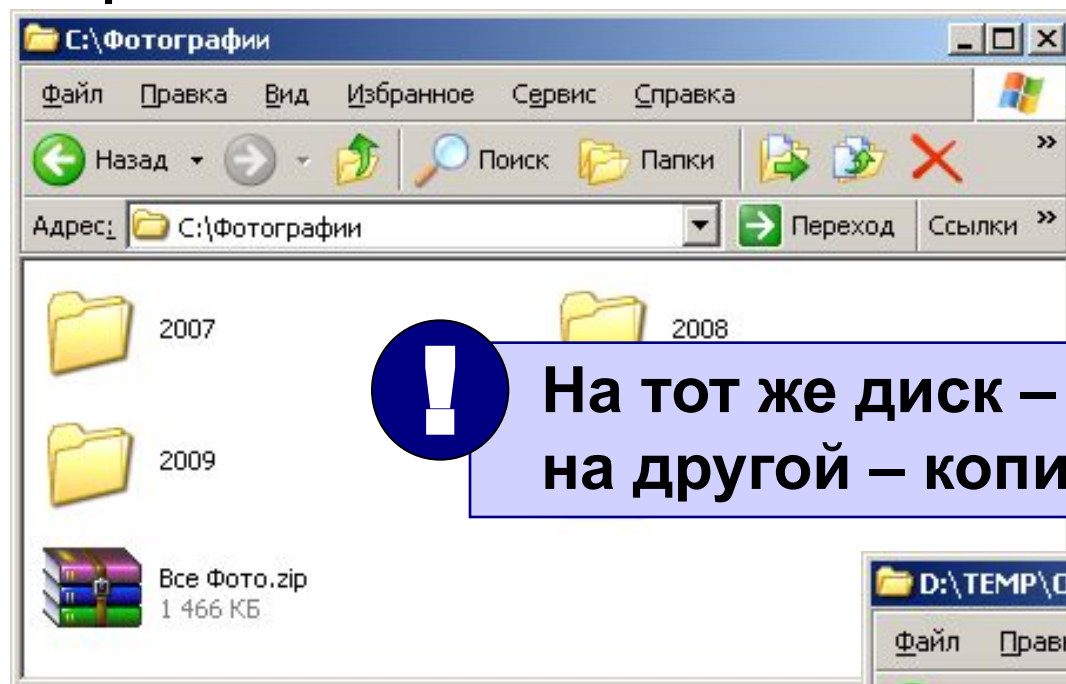 С:\Фотографии
Файл Правка Вид Избранное Сервис Справка
Назад Поиск Папки »
Адрес: С:\Фотографии Переход Ссылки »
2007 2008
! На тот же диск –
на другой – копи
2009
Все Фото.zip
1 466 КБ
D:\TEMP\
Файл Прав